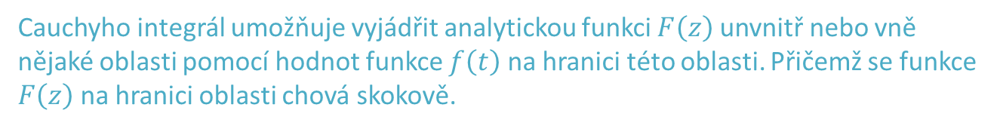 Cauchyho integrál umožňuje vyjádřit analytickou funkci F(z) unvnitř nebo vně
nějaké oblasti pomocí hodnot funkce f(t) na hranici této oblasti. Přičemž se funkce
F(z) na hranici oblasti chová skokově.